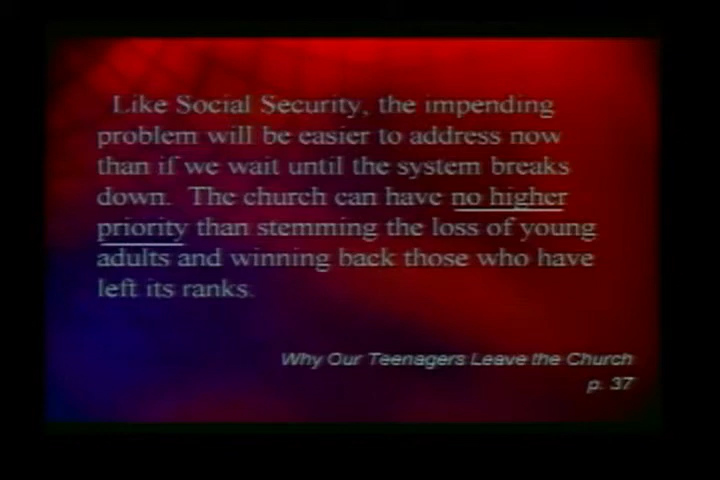 Like Social Security, the impending
problem will be easier to address now
than if we wait until the system breaks
down. The church can have no higher
priority than stemming the loss of young
adults and winning back those who have
left its ranks.
Why Our Teenagers Leave the Church
p. 37